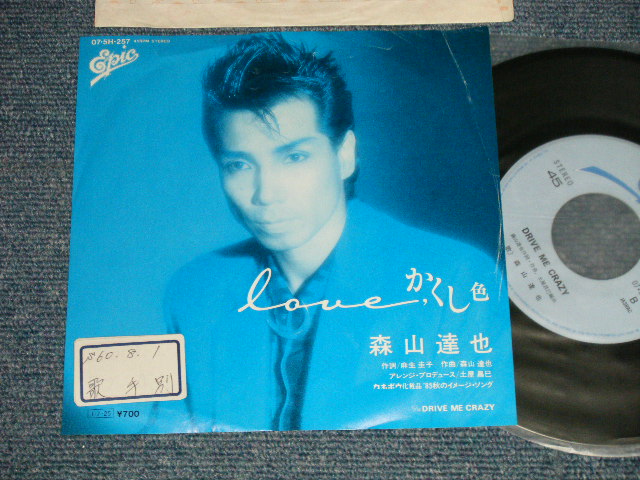 07・5H-257 45RPM STEREO
Epic
love,かくし色
森山達也
作詞/麻生圭子 作曲/森山達也
アレンジ・プロデュース/土屋昌巳
カネボウ化粧品'85秋のイメージ・ソング
DRIVE ME CRAZY
S60.8.1
歌手別
¥700
STEREO
45
DRIVE ME CRAZY
森山達也
B